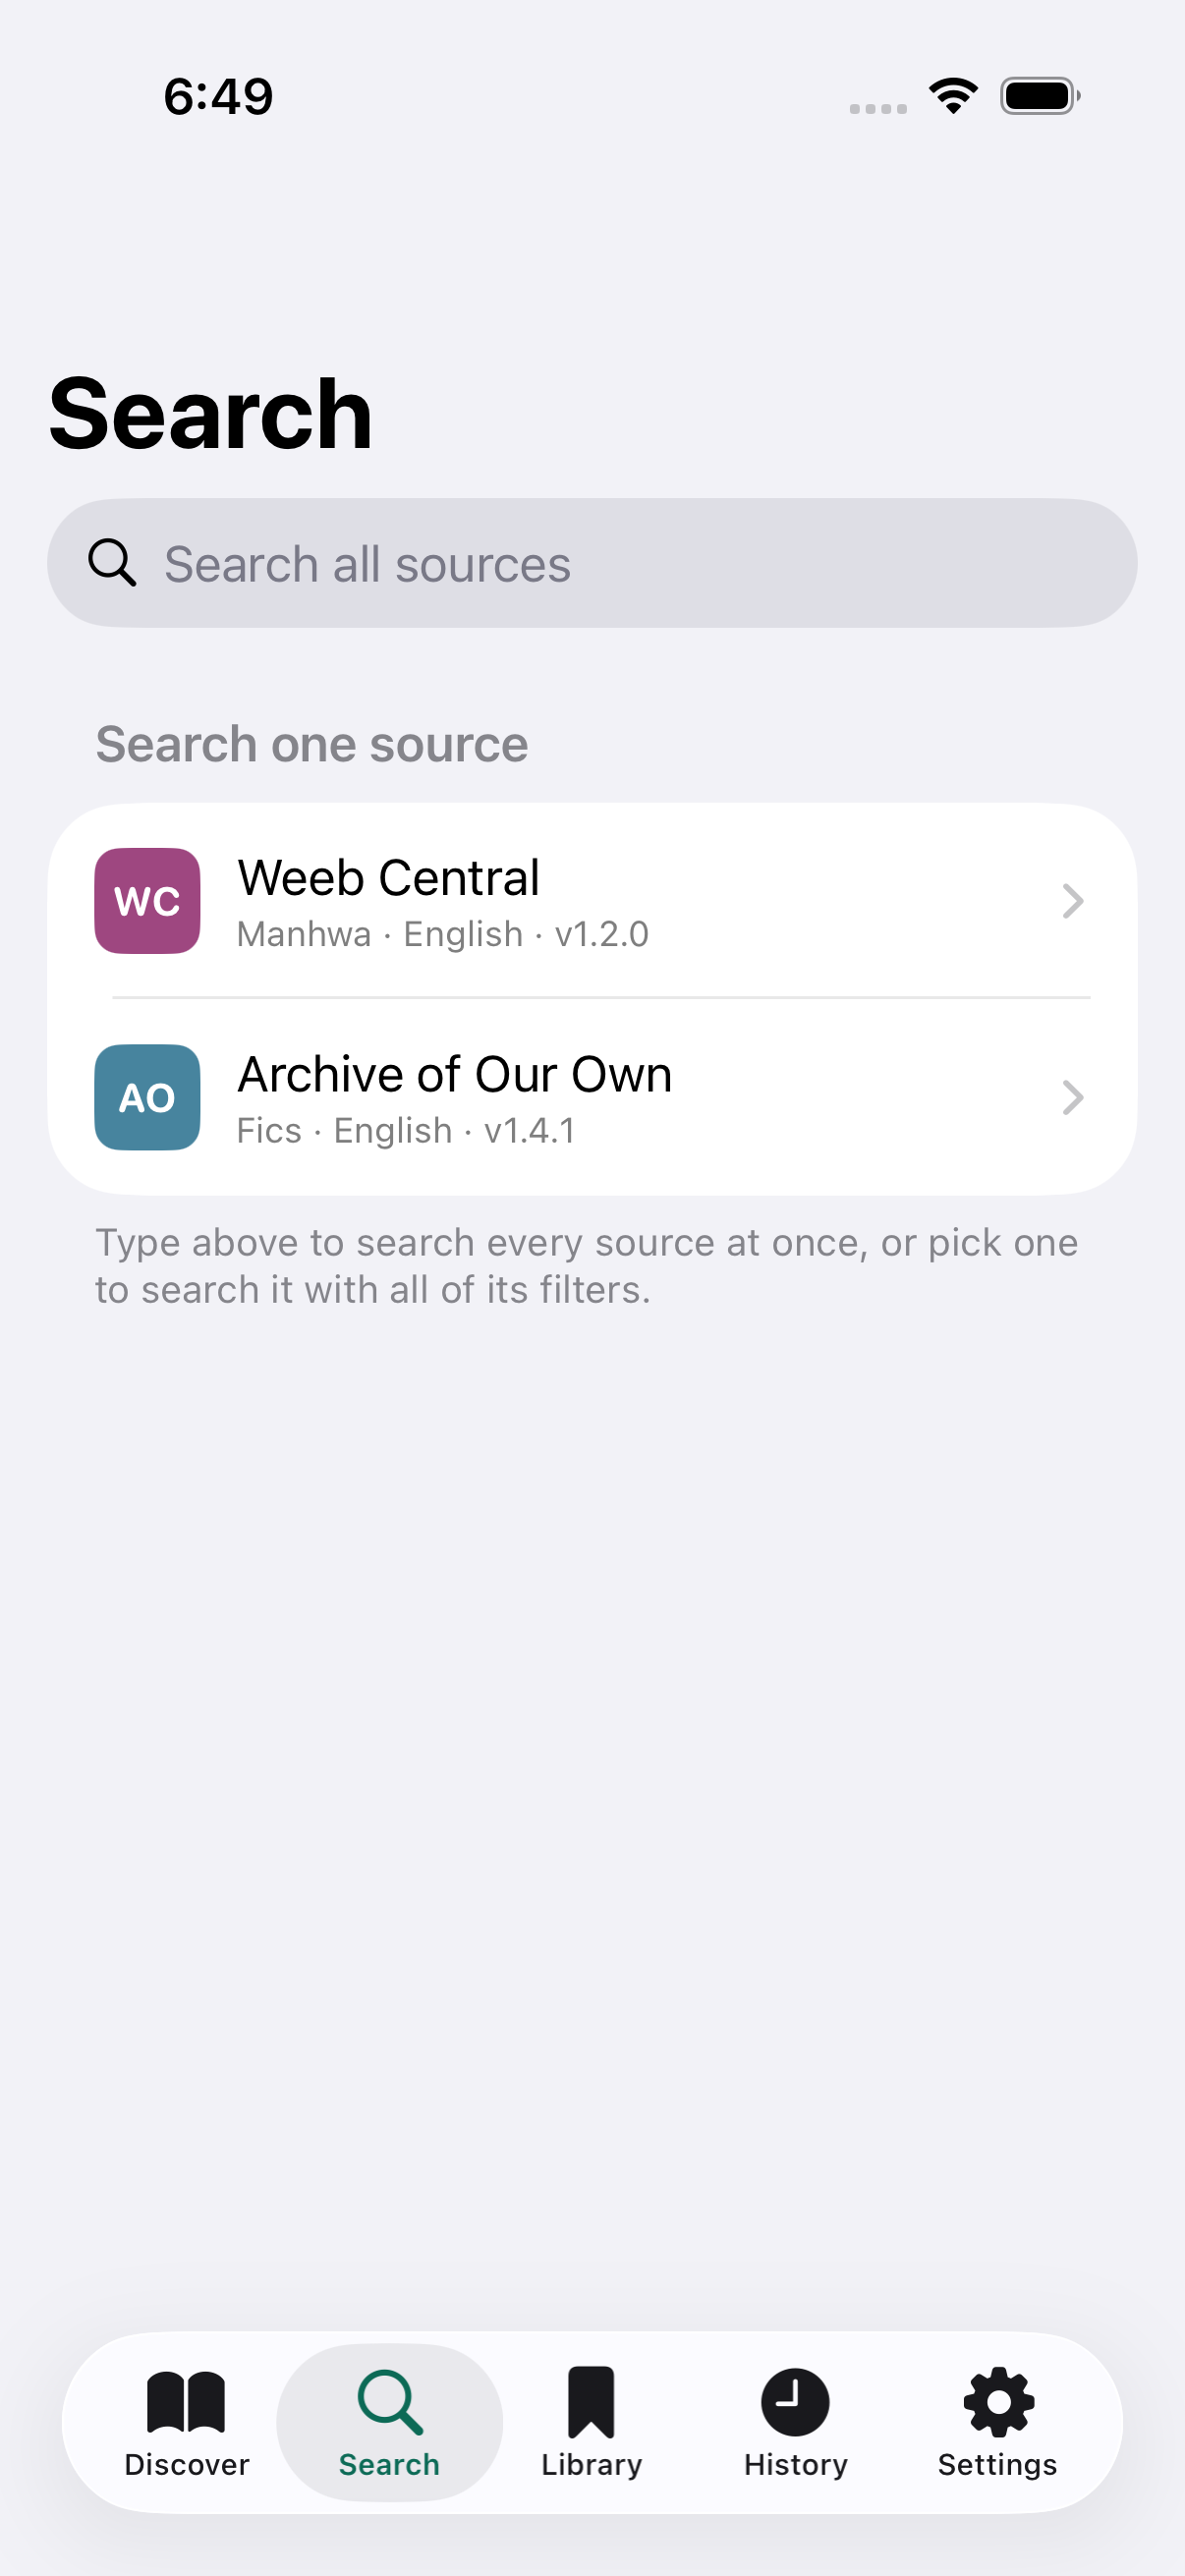 6:49
Search
Search all sources
Search one source
WC
Weeb Central
Manhwa · English · v1.2.0
AO
Archive of Our Own
Fics · English · v1.4.1
Type above to search every source at once, or pick one
to search it with all of its filters.
Discover
Search
Library
History
Settings